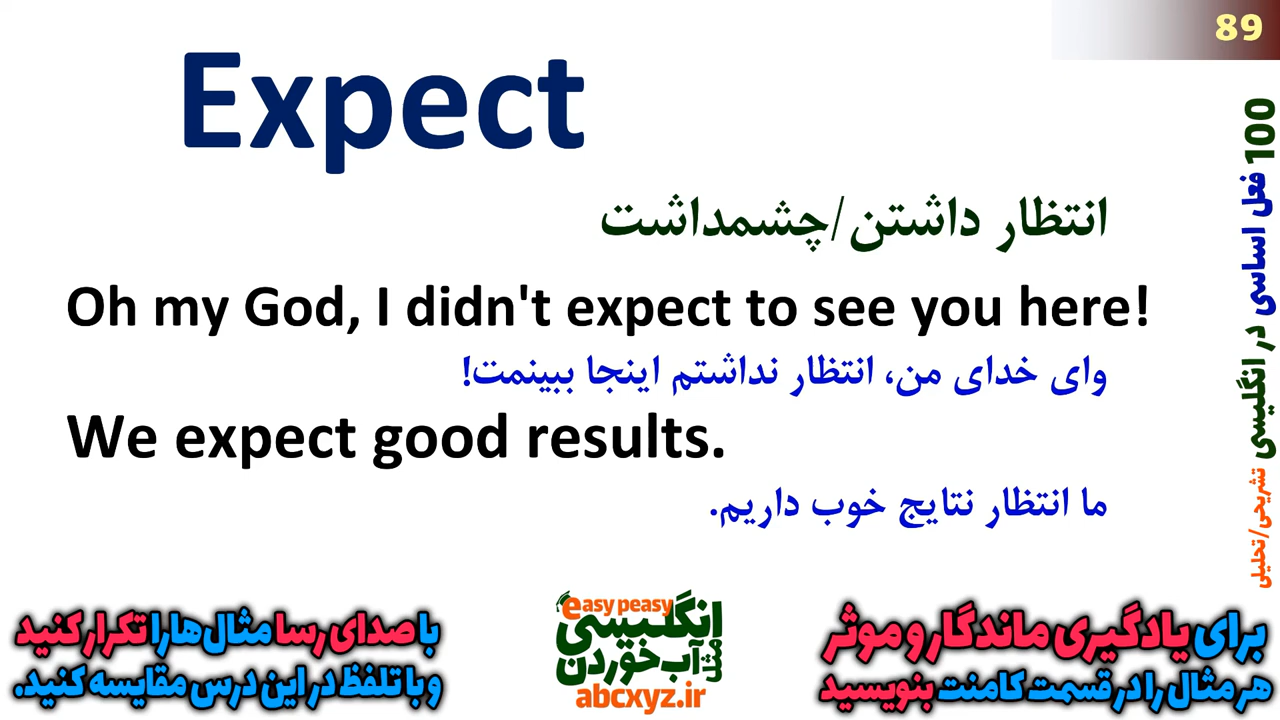 89
Expect
انتظار داشتن/چشمداشت
Oh my God, I didn't expect to see you here!
وای خدای من، انتظار نداشتم اینجا ببینمت!
We expect good results.
ما انتظار نتایج خوب داریم.
100 فعل اساسی در انگلیسی تشریحی/تحلیلی
برای یادگیری ماندگار و موثر
هر مثال را در قسمت کامنت بنویسید
easy peasy
انگلیسی
مثل
آب خوردن
abcxyz.ir
با صدای رسا مثال‌ها را تکرار کنید
و با تلفظ در این درس مقایسه کنید.